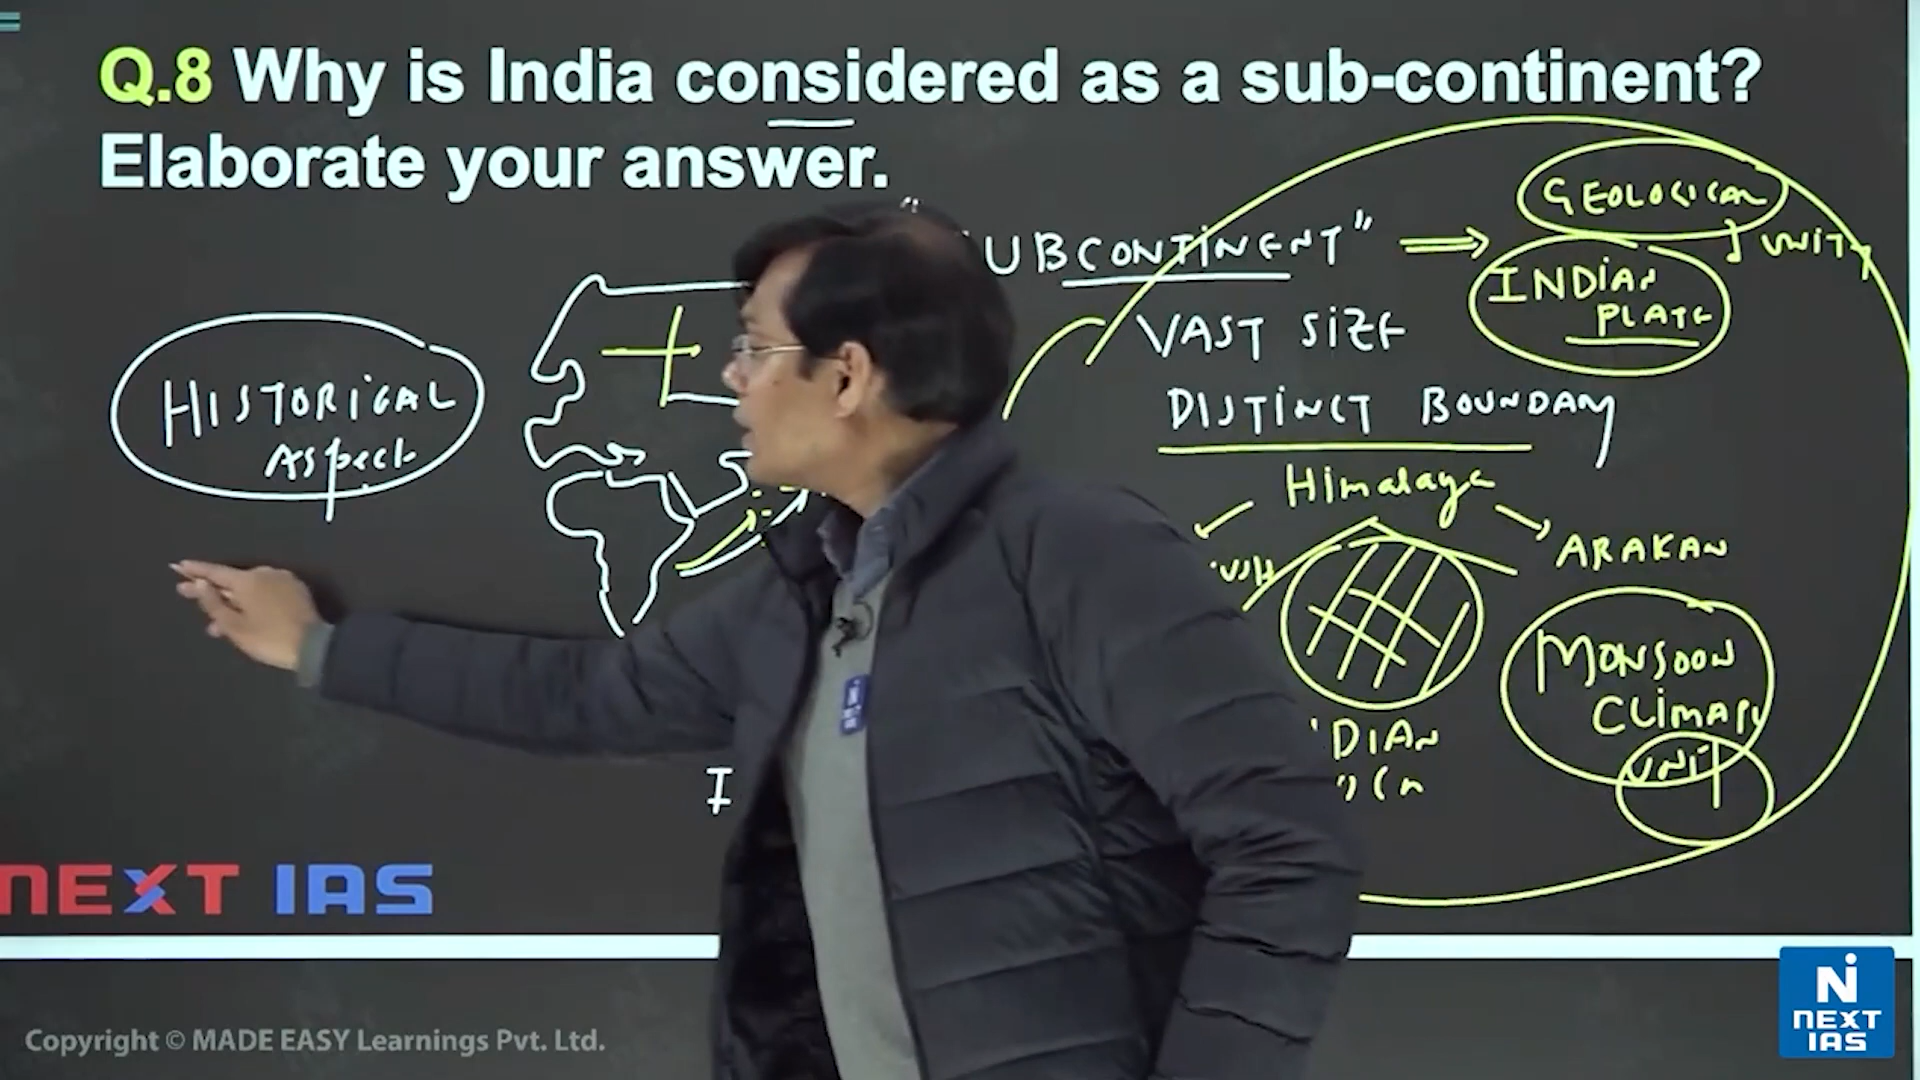 Q.8 Why is India considered as a sub-continent?
Elaborate your answer.
UBCONTINENT" ⇒ GEOLOGICAL
UNITY
INDIAN
PLATE
VAST SIZE
DISTINCT BOUNDARY
HISTORICAL
Aspect
Himalaya
ARAKAN
MONSOON
CLIMATE
UNIT
DIAN
I
NEXT IAS
Copyright © MADE EASY Learnings Pvt. Ltd.
N
NEXT
IAS